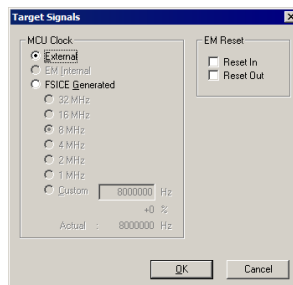 Target Signals
MCU Clock
External
EM Internal
FSICE Generated
32 MHz
16 MHz
8 MHz
4 MHz
2 MHz
1 MHz
Custom 8000000 Hz
+0 %
Actual : 8000000 Hz
EM Reset
Reset In
Reset Out
OK Cancel